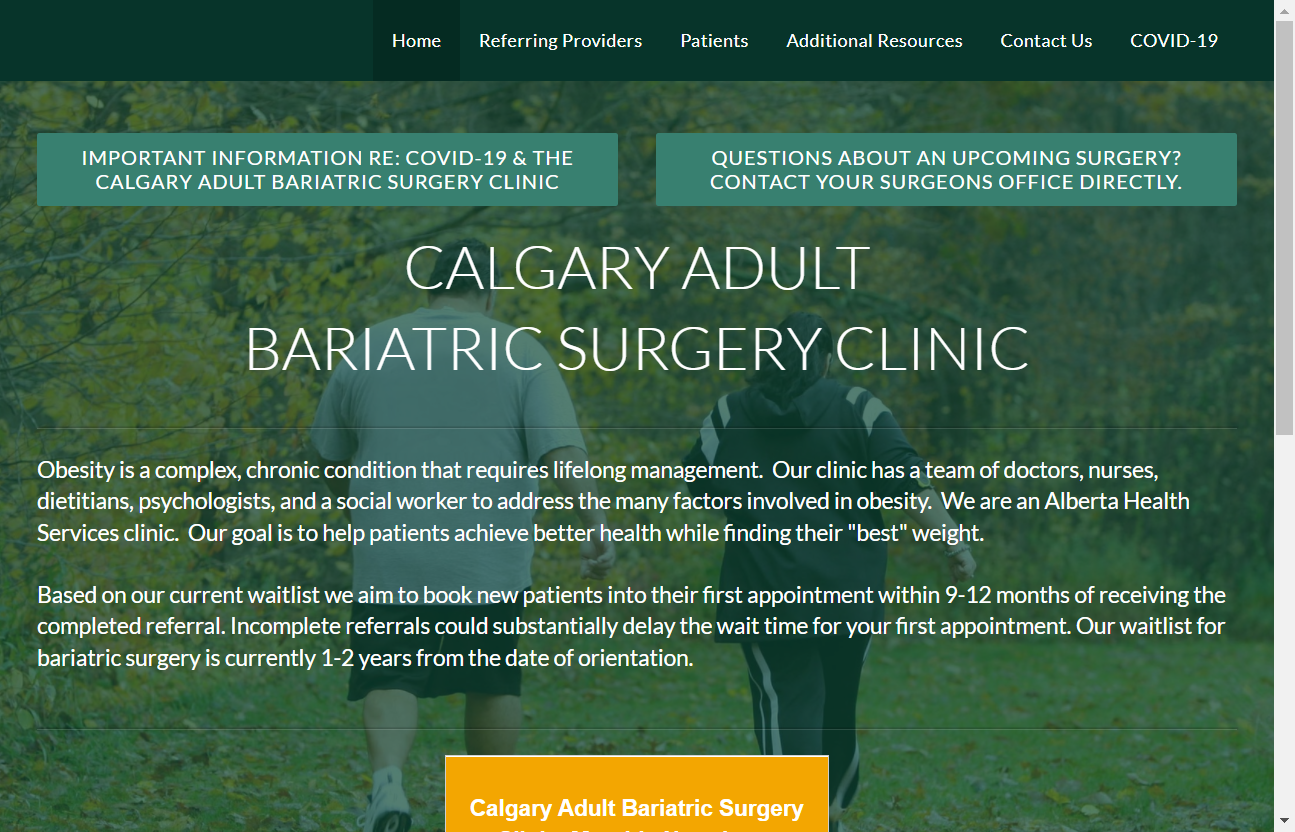 Home Referring Providers Patients Additional Resources Contact Us COVID-19
IMPORTANT INFORMATION RE: COVID-19 & THE
CALGARY ADULT BARIATRIC SURGERY CLINIC
QUESTIONS ABOUT AN UPCOMING SURGERY?
CONTACT YOUR SURGEONS OFFICE DIRECTLY.
CALGARY ADULT
BARIATRIC SURGERY CLINIC
Obesity is a complex, chronic condition that requires lifelong management.  Our clinic has a team of doctors, nurses,
dietitians, psychologists, and a social worker to address the many factors involved in obesity.  We are an Alberta Health
Services clinic.  Our goal is to help patients achieve better health while finding their "best" weight.
Based on our current waitlist we aim to book new patients into their first appointment within 9-12 months of receiving the
completed referral. Incomplete referrals could substantially delay the wait time for your first appointment. Our waitlist for
bariatric surgery is currently 1-2 years from the date of orientation.
Calgary Adult Bariatric Surgery